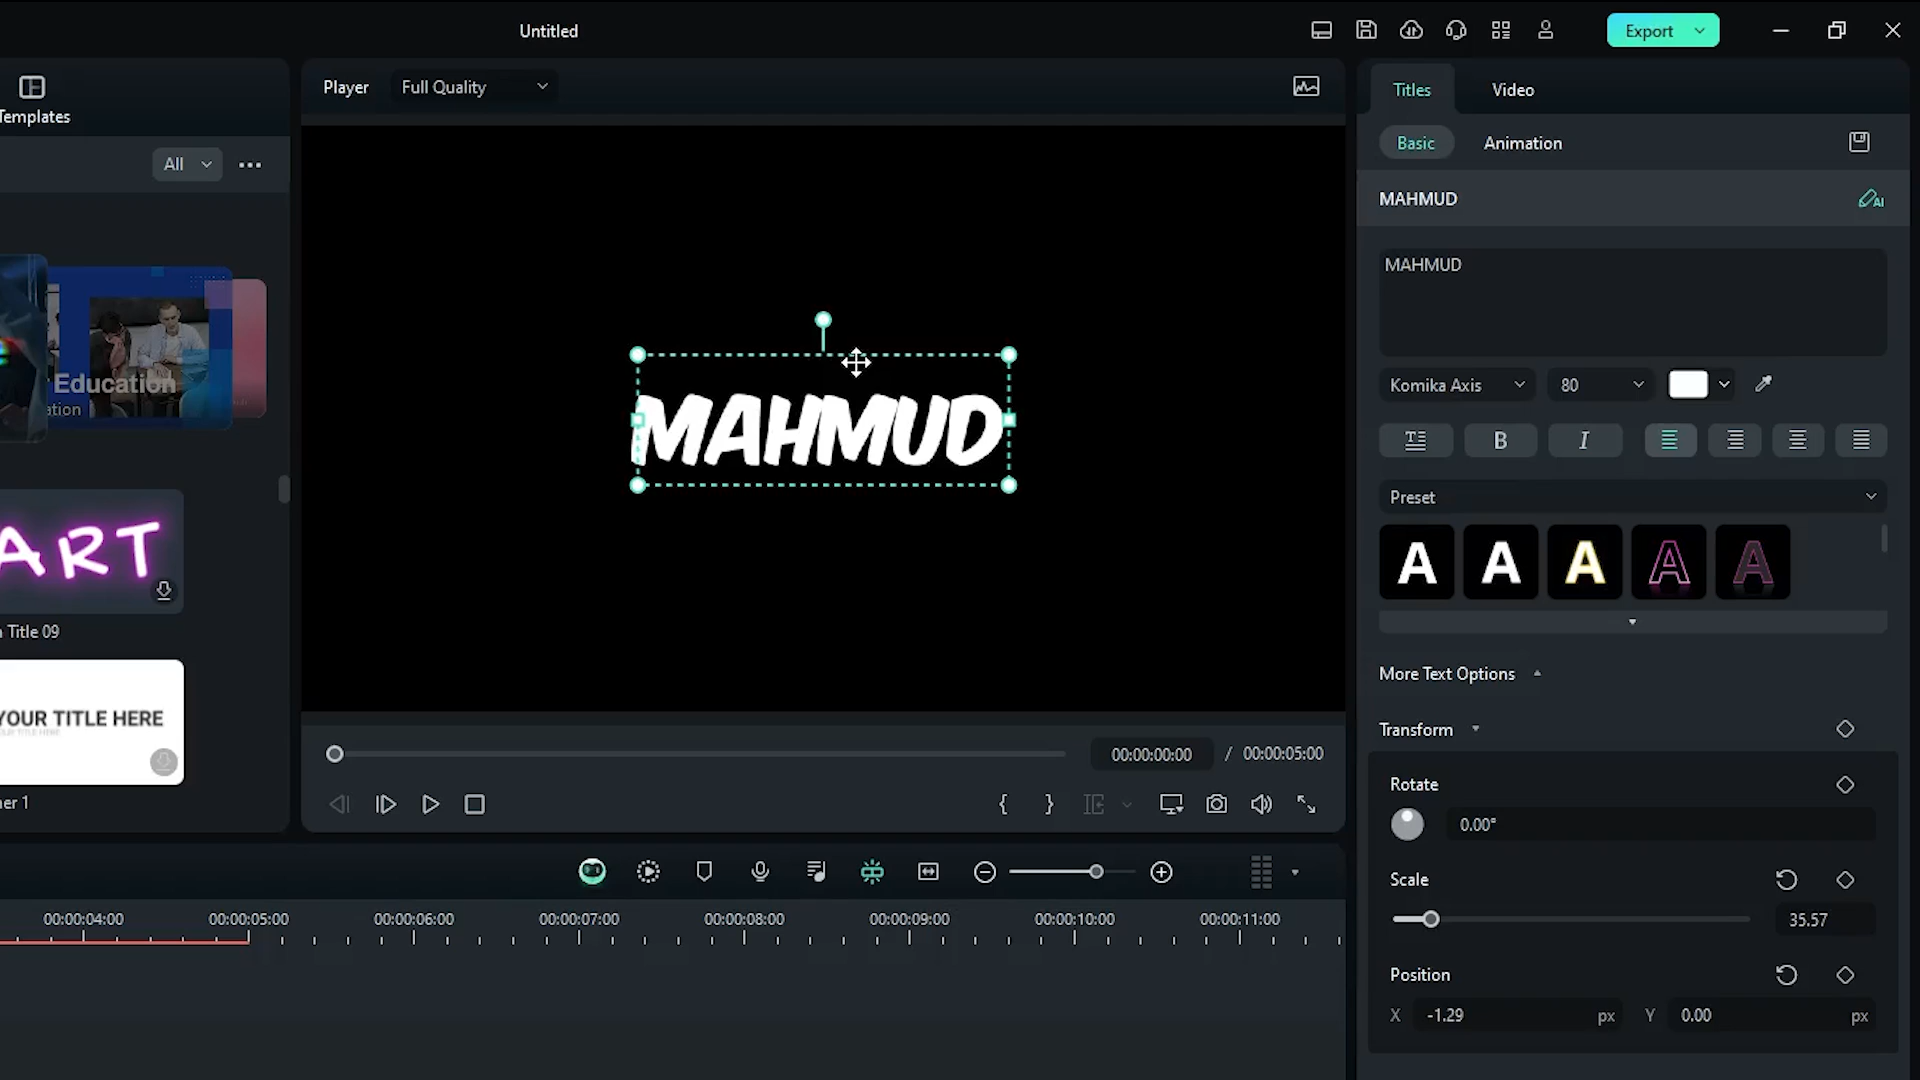 Untitled
Export
Templates
Player
Full Quality
Titles
Video
All
Basic
Animation
MAHMUD
MAHMUD
Education
ation
MAHMUD
Komika Axis
80
B
I
Preset
ART
A
A
A
A
A
Title 09
More Text Options
YOUR TITLE HERE
Transform
00:00:00:00 / 00:00:05:00
Rotate
0.00°
ner 1
Scale
35.57
00:00:04:00
00:00:05:00
00:00:06:00
00:00:07:00
00:00:08:00
00:00:09:00
00:00:10:00
00:00:11:00
Position
X -1.29 px Y 0.00 px